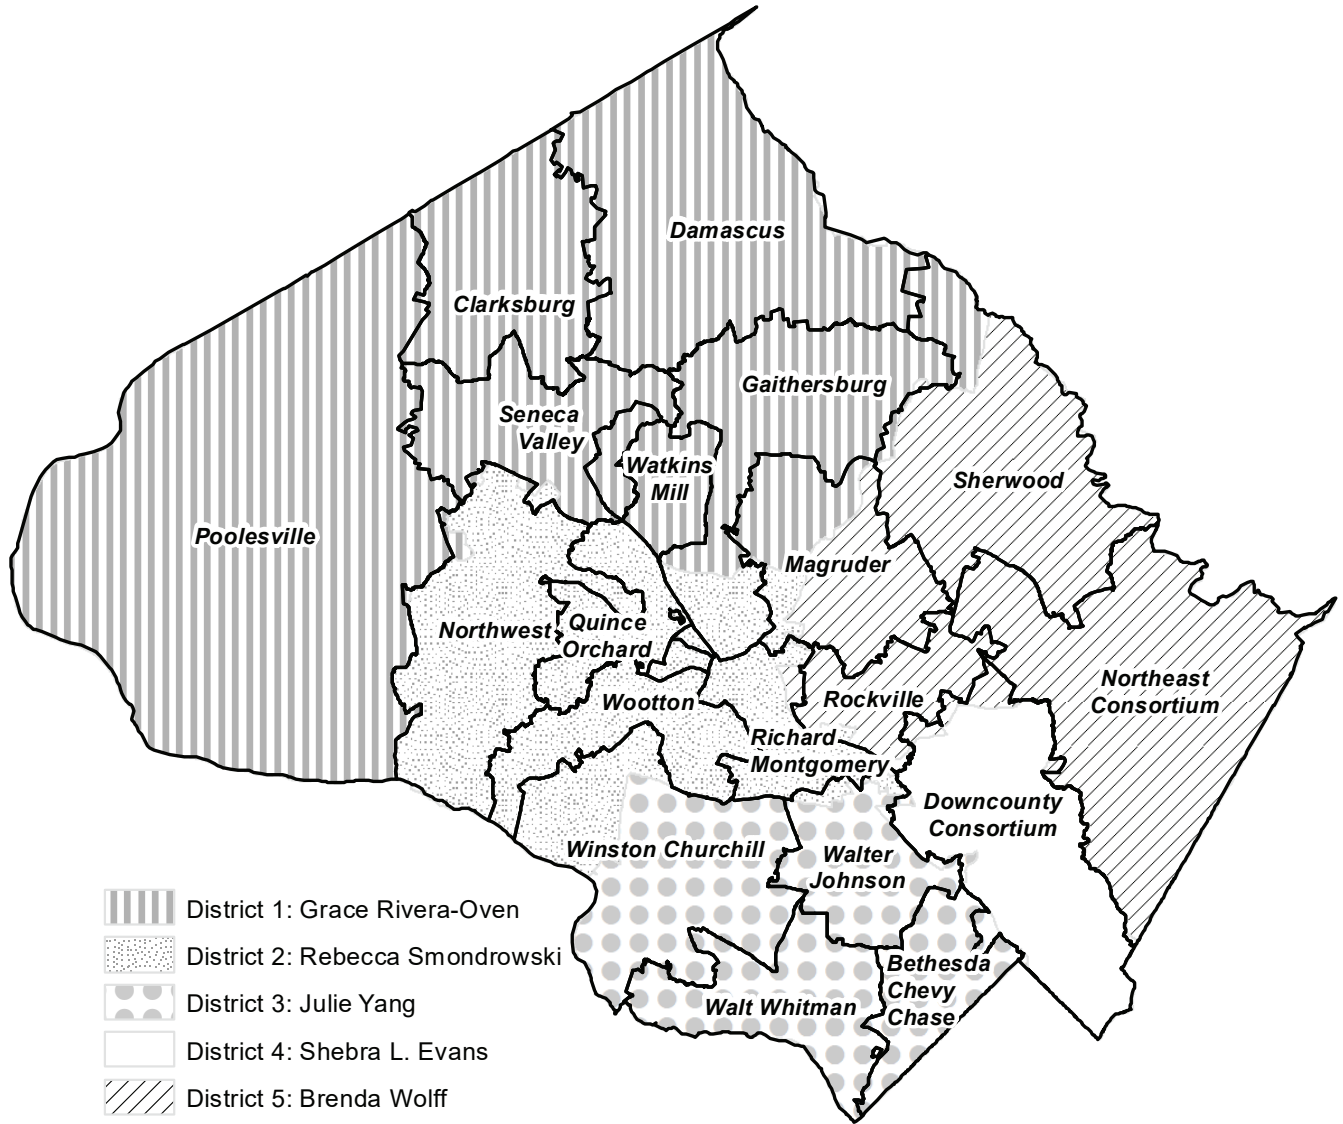 Damascus
Clarksburg
Gaithersburg
Seneca
Valley
Watkins
Mill
Sherwood
Poolesville
Magruder
Northwest
Quince
Orchard
Wootton
Rockville
Northeast
Consortium
Richard
Montgomery
Downcounty
Consortium
Winston Churchill
Walter
Johnson
Bethesda
Chevy
Chase
Walt Whitman
District 1: Grace Rivera-Oven
District 2: Rebecca Smondrowski
District 3: Julie Yang
District 4: Shebra L. Evans
District 5: Brenda Wolff